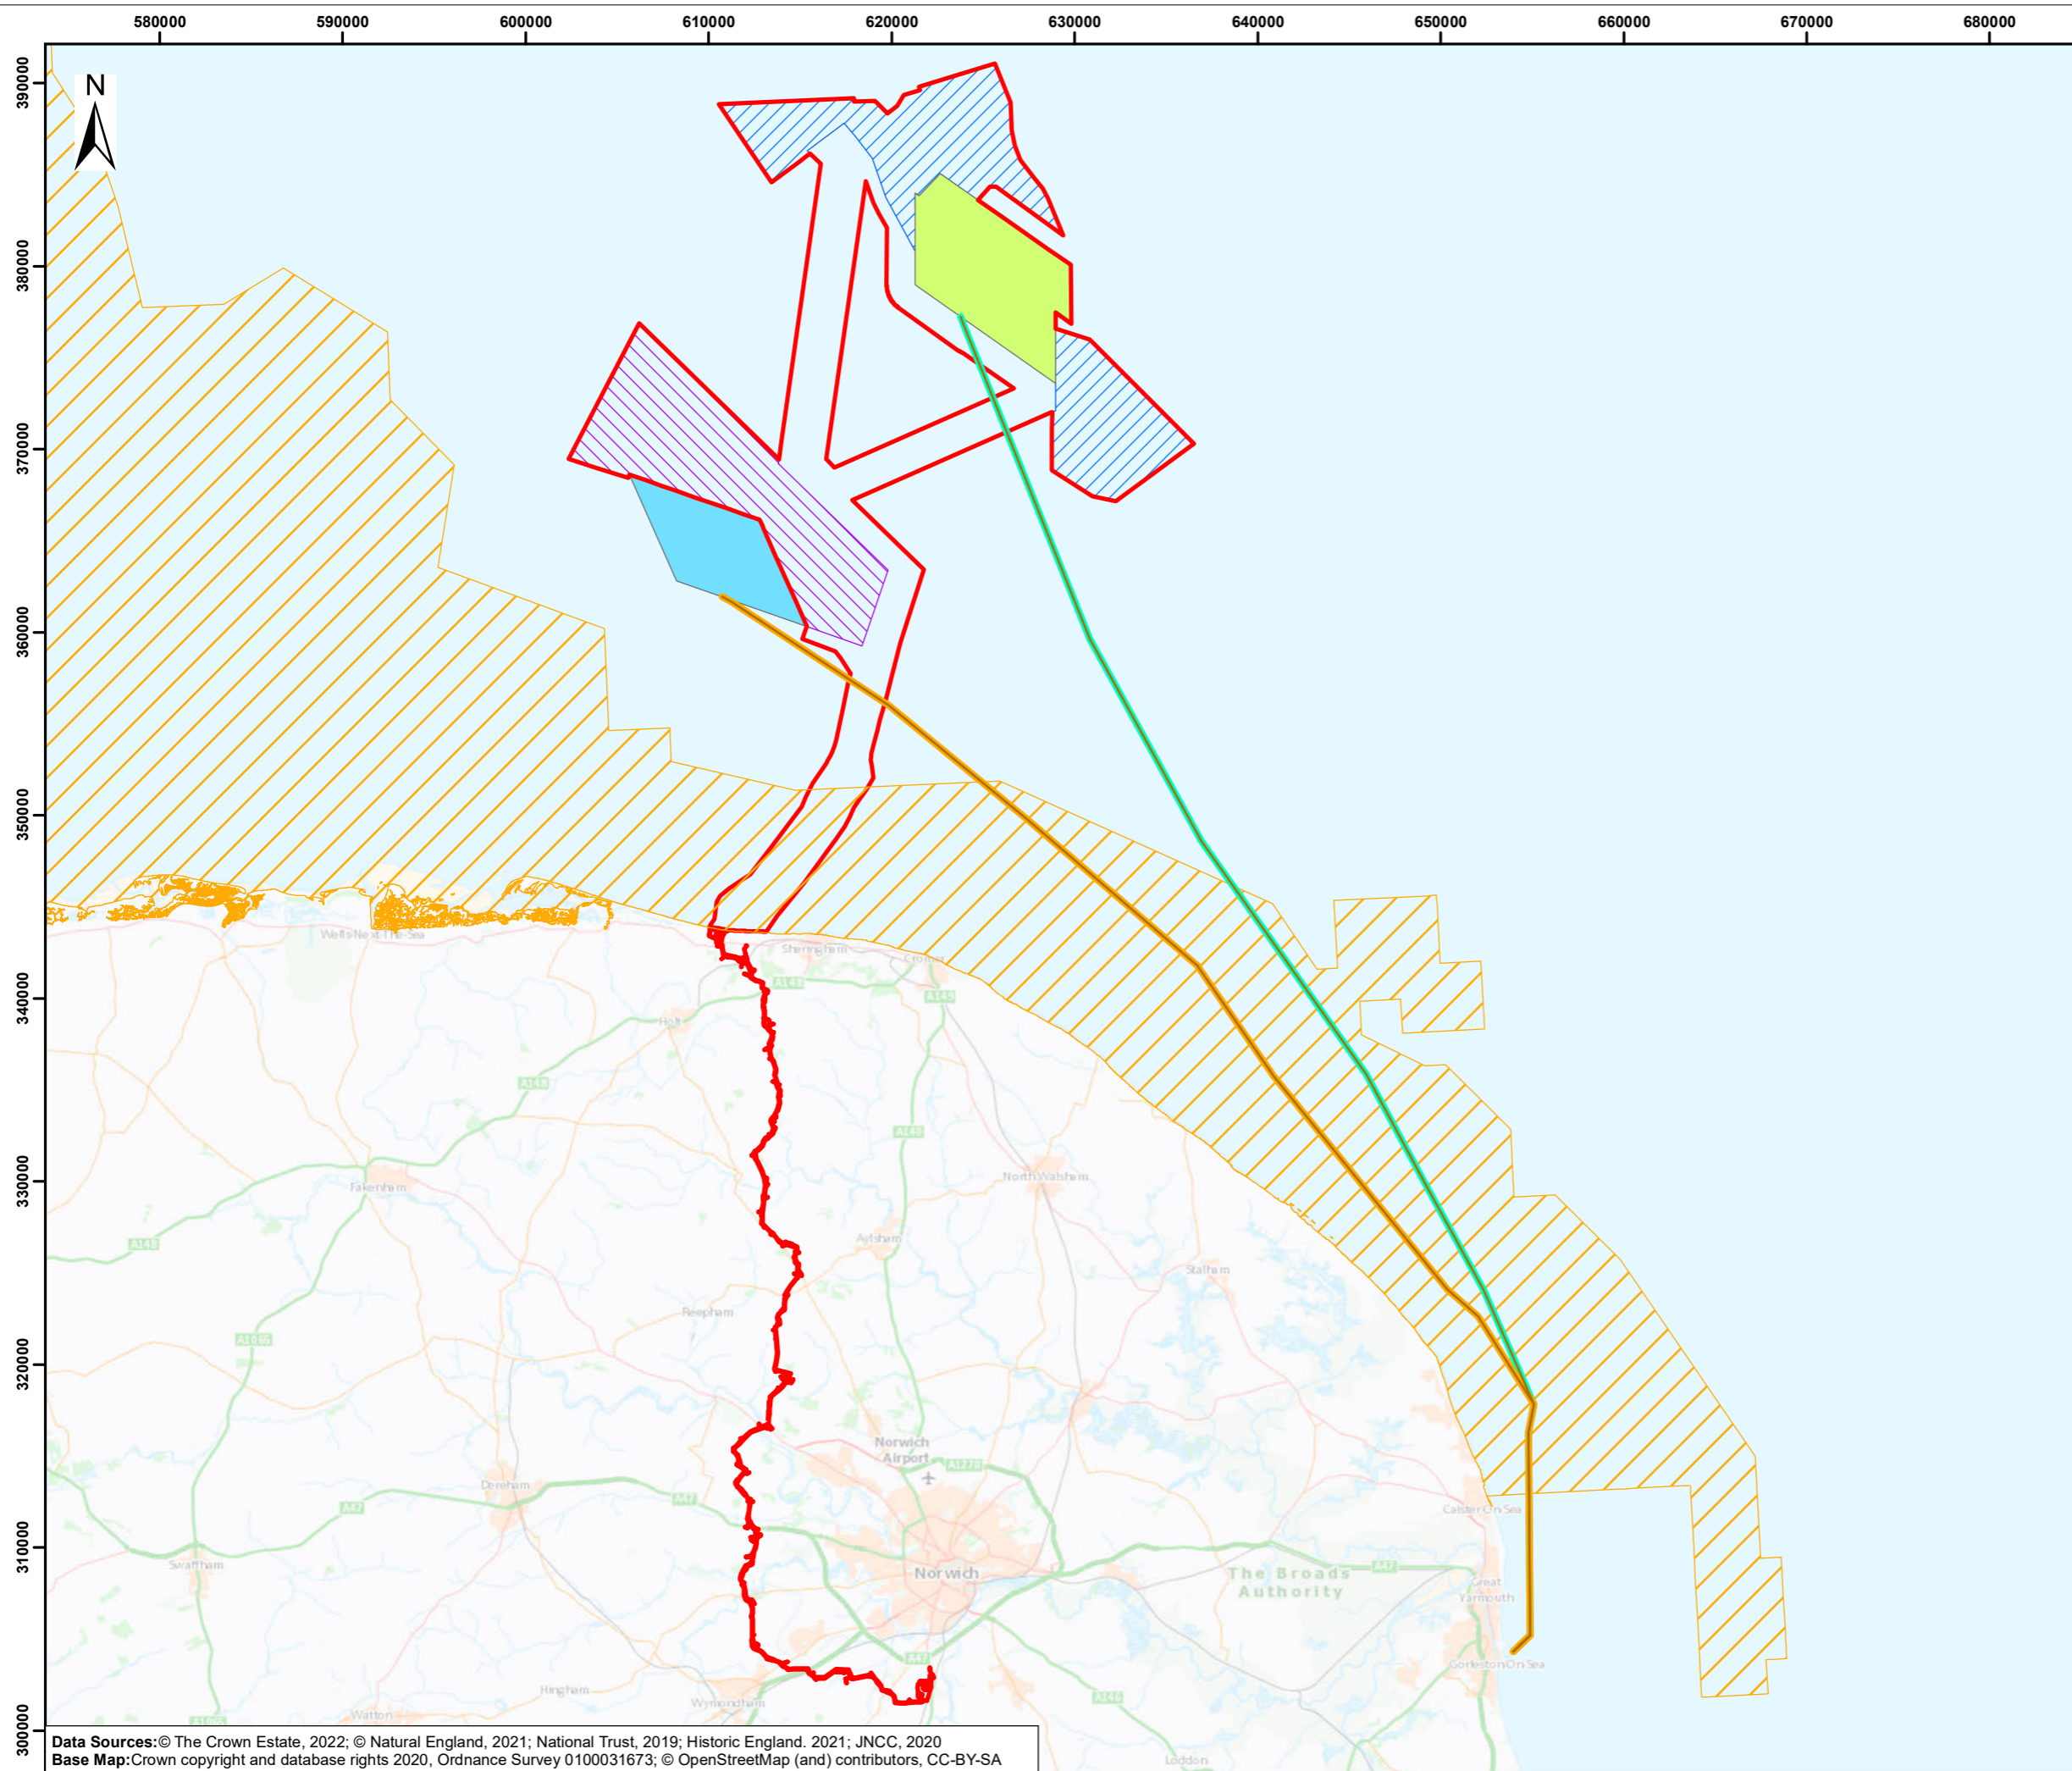 580000 590000 600000 610000 620000 630000 640000 650000 660000 670000 680000
390000
380000
370000
360000
350000
340000
330000
320000
310000
300000
N
Wells-Next-The-Sea
Sheringham
Cromer
A148
A149
Holt
A148
A140
North Walsham
Fakenham
Aylsham
A148
Stalham
Reepham
A1065
Norwich
Airport
A1270
Dereham
A47
A47
Caister-On-Sea
Swaffham
Norwich
The Broads
Authority
A47
Great
Yarmouth
A47
Gorleston-On-Sea
Hingham
Wymondham
A146
Watton
A1065
Loddon
Data Sources:© The Crown Estate, 2022; © Natural England, 2021; National Trust, 2019; Historic England. 2021; JNCC, 2020
Base Map:Crown copyright and database rights 2020, Ordnance Survey 0100031673; © OpenStreetMap (and) contributors, CC-BY-SA